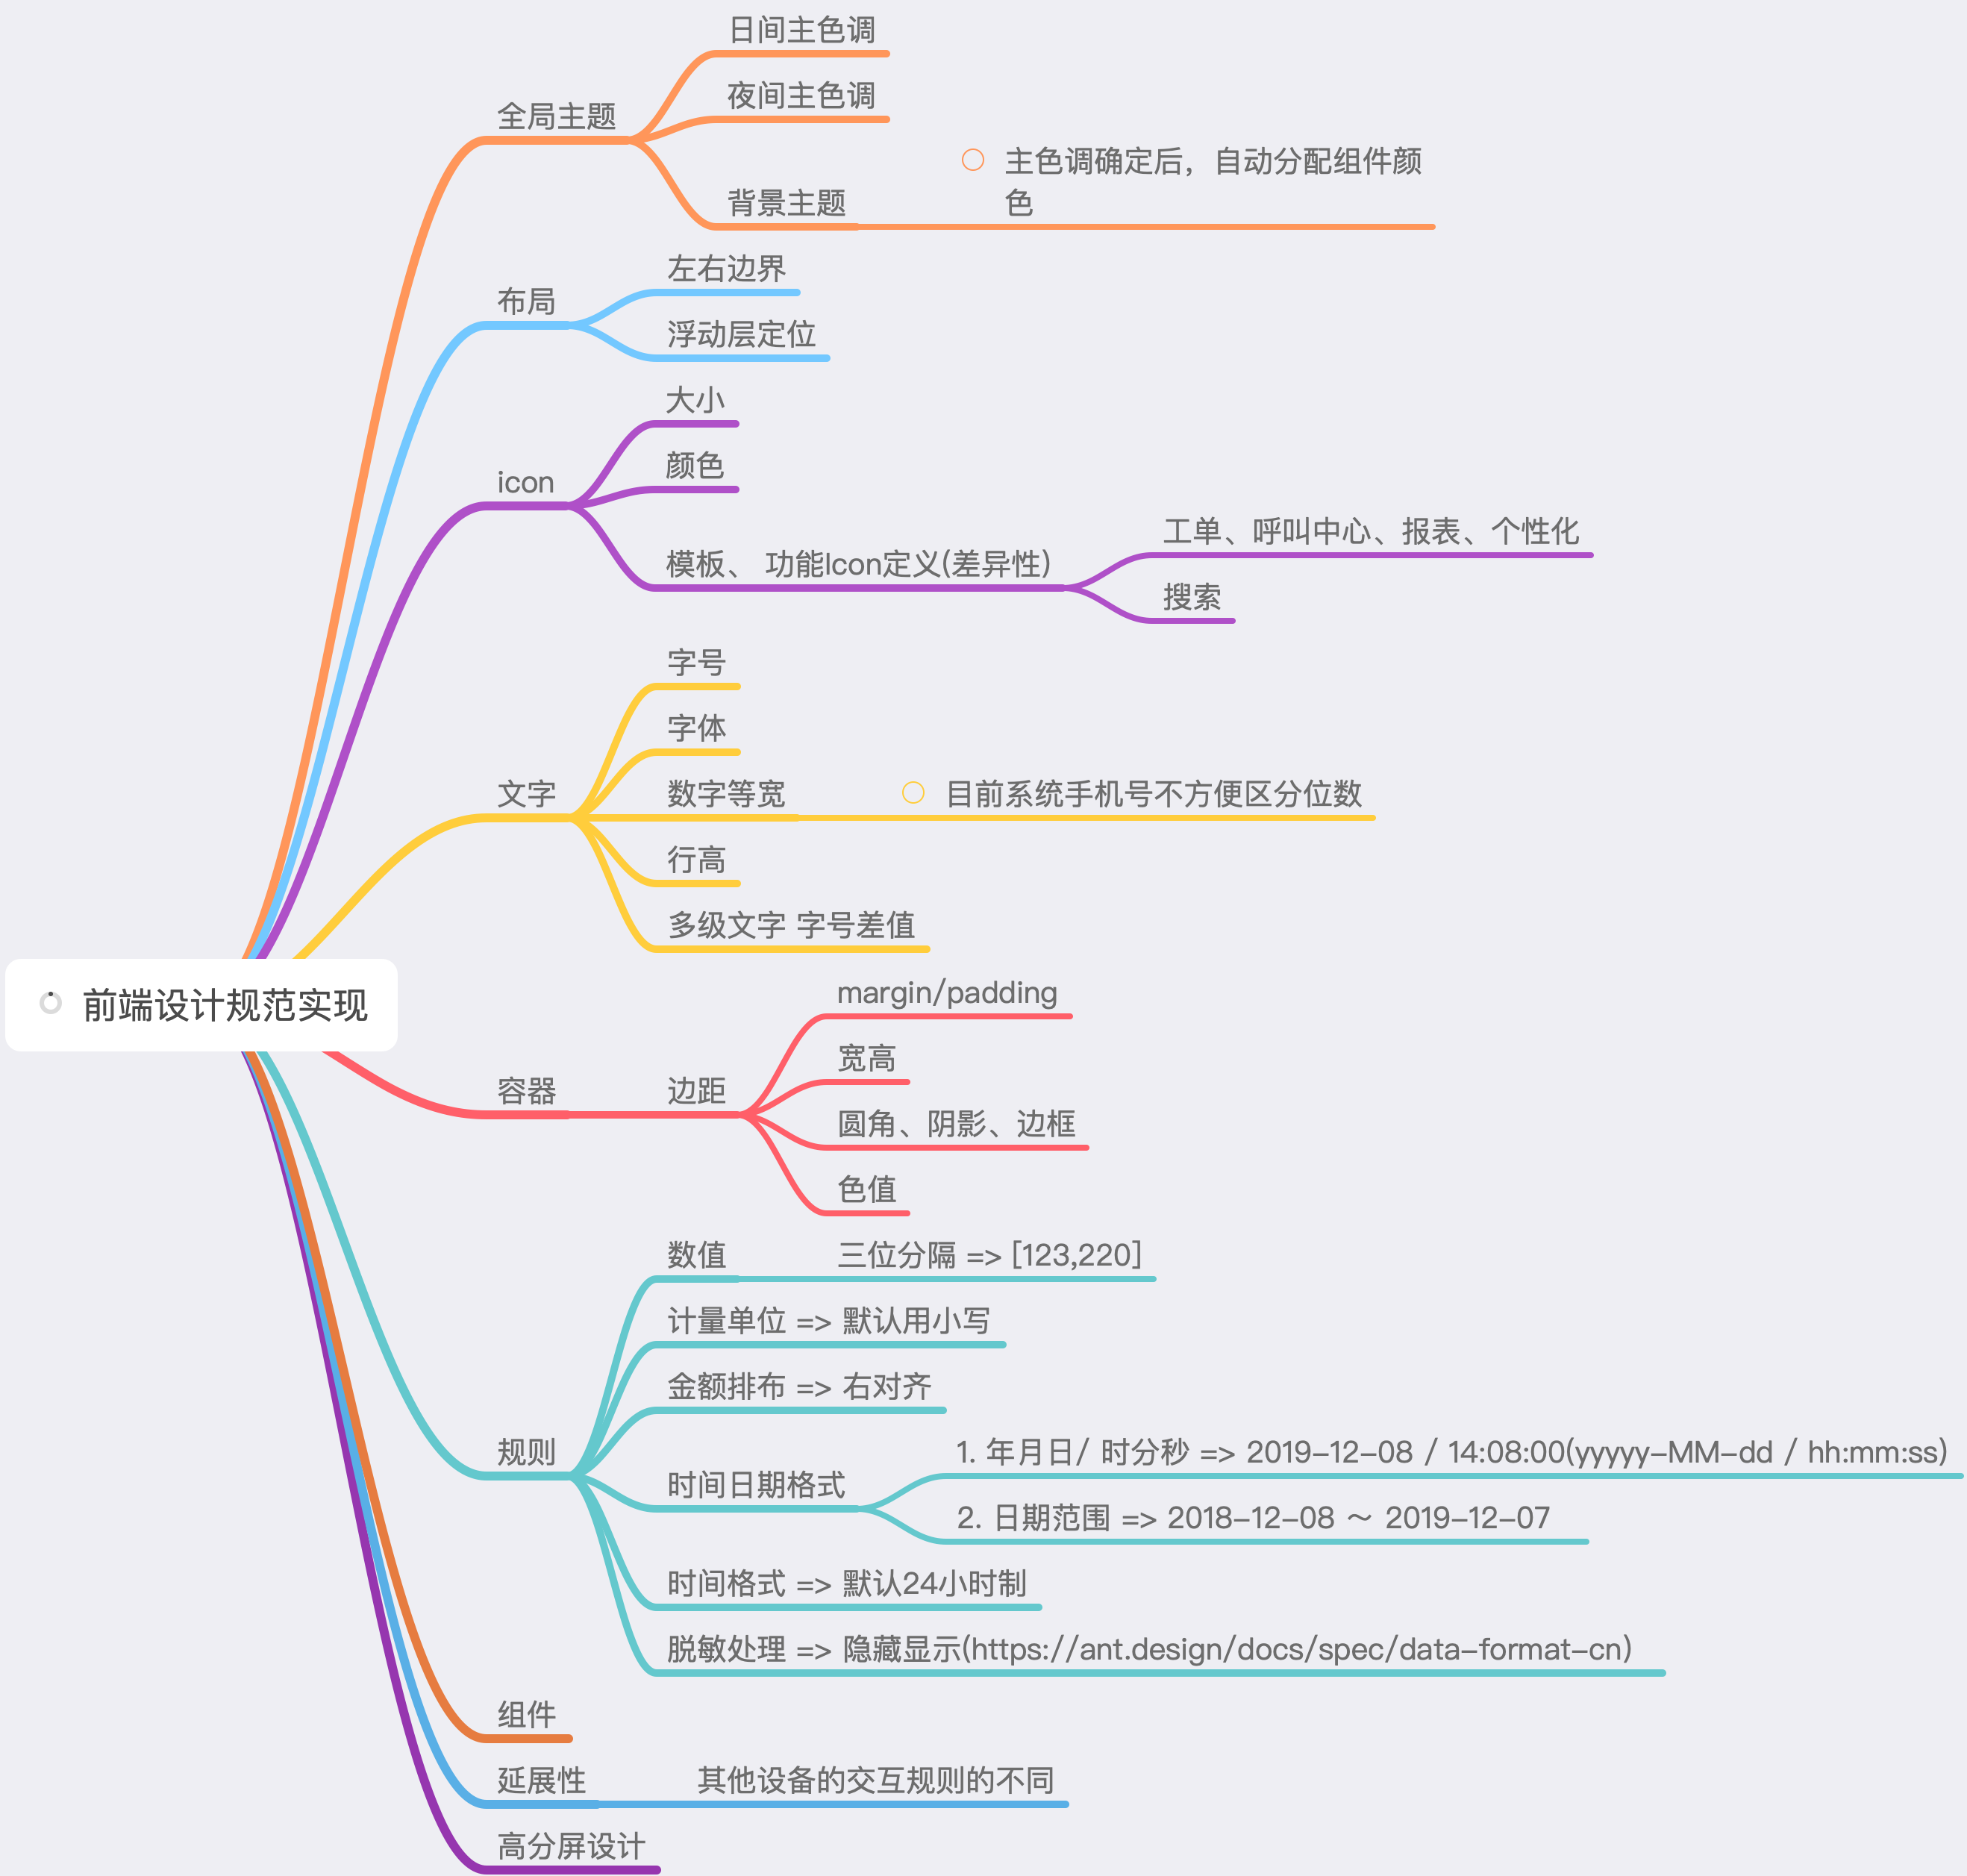 日间主色调
夜间主色调
全局主题
主色调确定后，自动分配组件颜
色
背景主题
左右边界
布局
浮动层定位
大小
颜色
icon
工单、呼叫中心、报表、个性化
模板、 功能Icon定义(差异性)
搜索
字号
字体
文字
数字等宽
目前系统手机号不方便区分位数
行高
多级文字 字号差值
前端设计规范实现
margin/padding
宽高
容器
边距
圆角、阴影、边框
色值
数值
三位分隔 => [123,220]
计量单位 => 默认用小写
金额排布 => 右对齐
规则
1. 年月日/ 时分秒 => 2019-12-08 / 14:08:00(yyyyy-MM-dd / hh:mm:ss)
时间日期格式
2. 日期范围 => 2018-12-08 ～ 2019-12-07
时间格式 => 默认24小时制
脱敏处理 => 隐藏显示(https://ant.design/docs/spec/data-format-cn)
组件
延展性
其他设备的交互规则的不同
高分屏设计